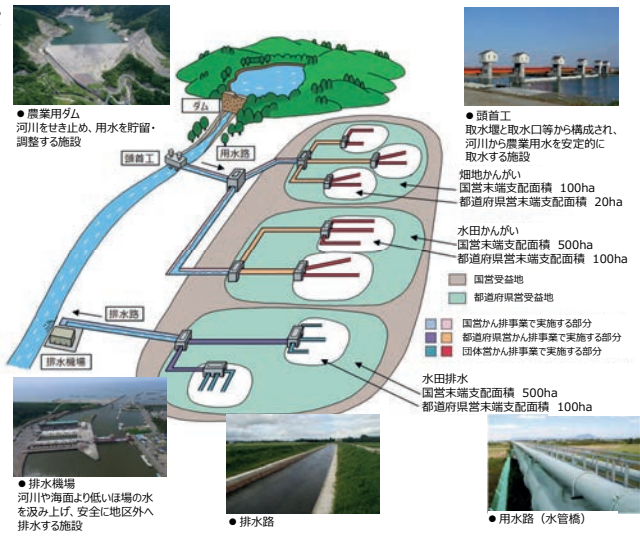 ● 農業用ダム
河川をせき止め、用水を貯留・
調整する施設
ダム
頭首工
用水路
● 頭首工
取水堰と取水口等から構成され、
河川から農業用水を安定的に
取水する施設
畑地かんがい
国営末端支配面積 100ha
都道府県営末端支配面積 20ha
水田かんがい
国営末端支配面積 500ha
都道府県営末端支配面積 100ha
国営受益地
都道府県営受益地
国営かん排事業で実施する部分
都道府県営かん排事業で実施する部分
団体営かん排事業で実施する部分
排水路
排水機場
水田排水
国営末端支配面積 500ha
都道府県営末端支配面積 100ha
● 排水機場
河川や海面より低いほ場の水
を汲み上げ、安全に地区外へ
排水する施設
● 排水路
● 用水路（水管橋）